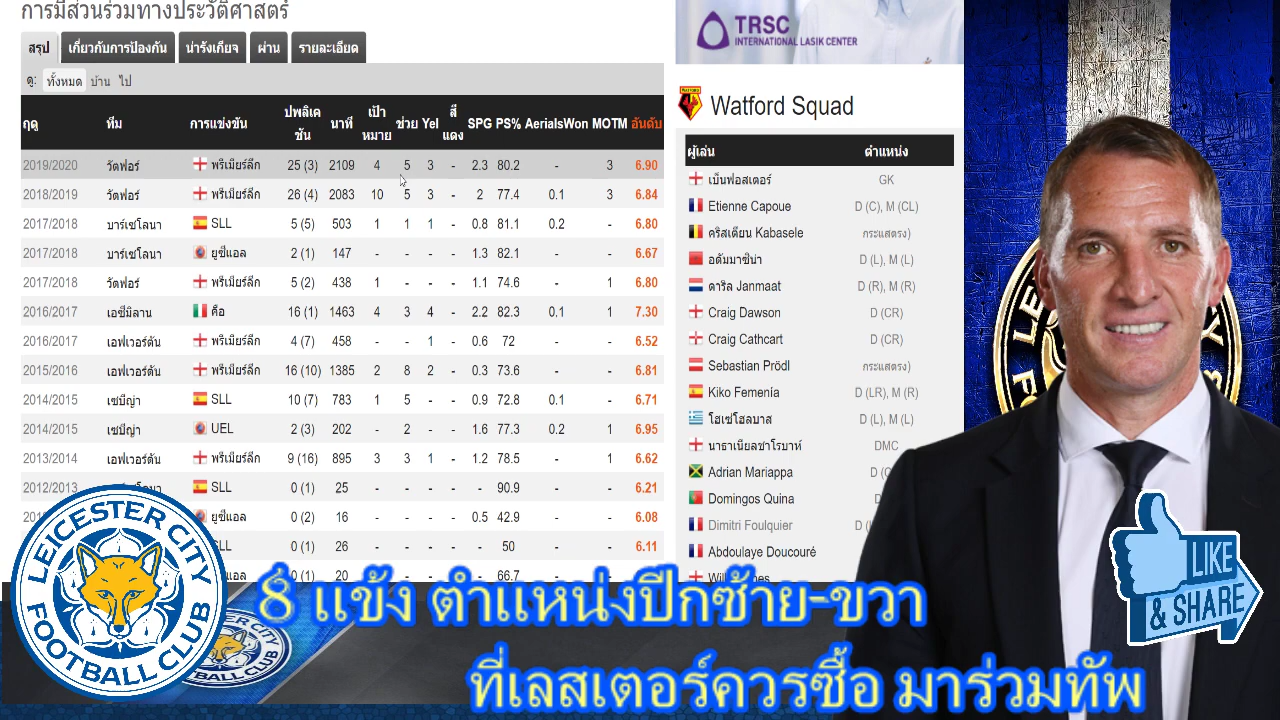 การมีส่วนร่วมทางประวัติศาสตร์
สรุป เกี่ยวกับการป้องกัน น่ารังเกียจ ผ่าน รายละเอียด
ดู: ทั้งหมด บ้าน ไป
ฤดู ทีม การแข่งขัน ปพลิเคชัน นาที เป้าหมาย ช่วย Yel สีแดง SPG PS% AerialsWon MOTM อันดับ
2019/2020 วัตฟอร์ พรีเมียร์ลีก 25 (3) 2109 4 5 3 - 2.3 80.2 - 3 6.90
2018/2019 วัตฟอร์ พรีเมียร์ลีก 26 (4) 2083 10 5 3 - 2 77.4 0.1 3 6.84
2017/2018 บาร์เซโลนา SLL 5 (5) 503 1 1 1 - 0.8 81.1 0.2 - 6.80
2017/2018 บาร์เซโลนา ยูซีแอล 2 (1) 147 - - - - 1.3 82.1 - - 6.67
2017/2018 วัตฟอร์ พรีเมียร์ลีก 5 (2) 438 1 - - - 1.1 74.6 - 1 6.80
2016/2017 เอซีมิลาน คือ 16 (1) 1463 4 3 4 - 2.2 82.3 0.1 1 7.30
2016/2017 เอฟเวอร์ตัน พรีเมียร์ลีก 4 (7) 458 - - 1 - 0.6 72 - - 6.52
2015/2016 เอฟเวอร์ตัน พรีเมียร์ลีก 16 (10) 1385 2 8 2 - 0.3 73.6 - - 6.81
2014/2015 เซบีญ่า SLL 10 (7) 783 1 5 - - 0.9 72.8 0.1 - 6.71
2014/2015 เซบีญ่า UEL 2 (3) 202 - 2 - - 1.6 77.3 0.2 1 6.95
2013/2014 เอฟเวอร์ตัน พรีเมียร์ลีก 9 (16) 895 3 3 1 - 1.2 78.5 - 1 6.62
2012/2013 SLL 0 (1) 25 - - - - - 90.9 - - 6.21
ยูซีแอล 0 (2) 16 - - - - 0.5 42.9 - - 6.08
0 (1) 26 - - - - - 50 - - 6.11
0 (1) 20 - - - - - 66.7
TRSC
INTERNATIONAL LASIK CENTER
Watford Squad
ผู้เล่น ตำแหน่ง
เบ็นฟอสเตอร์ GK
Etienne Capoue D (C), M (CL)
คริสเตียน Kabasele กระแสตรง)
อดัมมาซิน่า D (L), M (L)
ดาริล Janmaat D (R), M (R)
Craig Dawson D (CR)
Craig Cathcart D (CR)
Sebastian Prödl กระแสตรง)
Kiko Femenía D (LR), M (R)
โฮเซ่โฮลบาส D (L), M (L)
นาธาเนียลชาโรบาห์ DMC
Adrian Mariappa
Domingos Quina
Dimitri Foulquier
Abdoulaye Doucouré
LEICESTER CITY
FOOTBALL CLUB
LIKE
& SHARE
8 แข้ง ตำแหน่งปีกซ้าย-ขวา
ที่เลสเตอร์ควรซื้อ มาร่วมทัพ